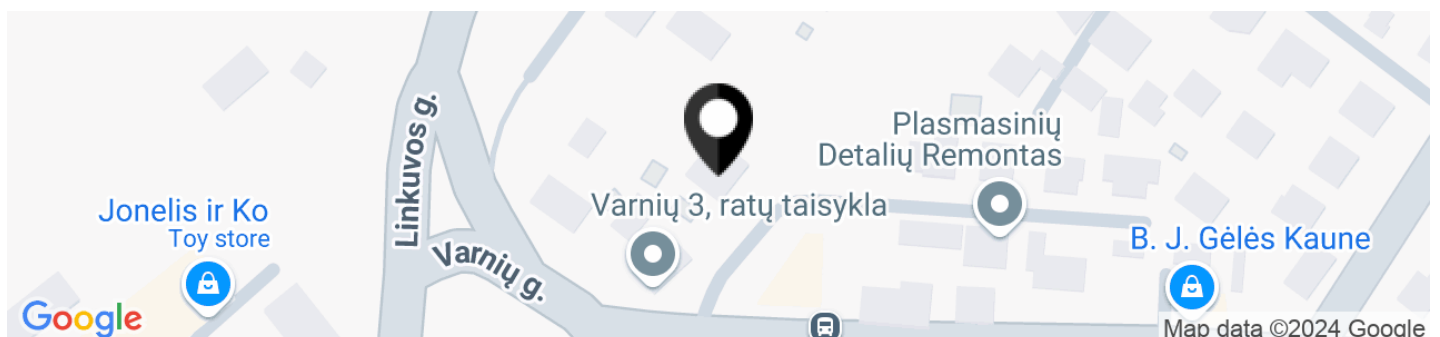 Linkuvos g.
Plasmasinių
Detalių Remontas
Varnių 3, ratų taisykla
Jonelis ir Ko
Toy store
B. J. Gėlės Kaune
Varnių g.
Google
Map data ©2024 Google